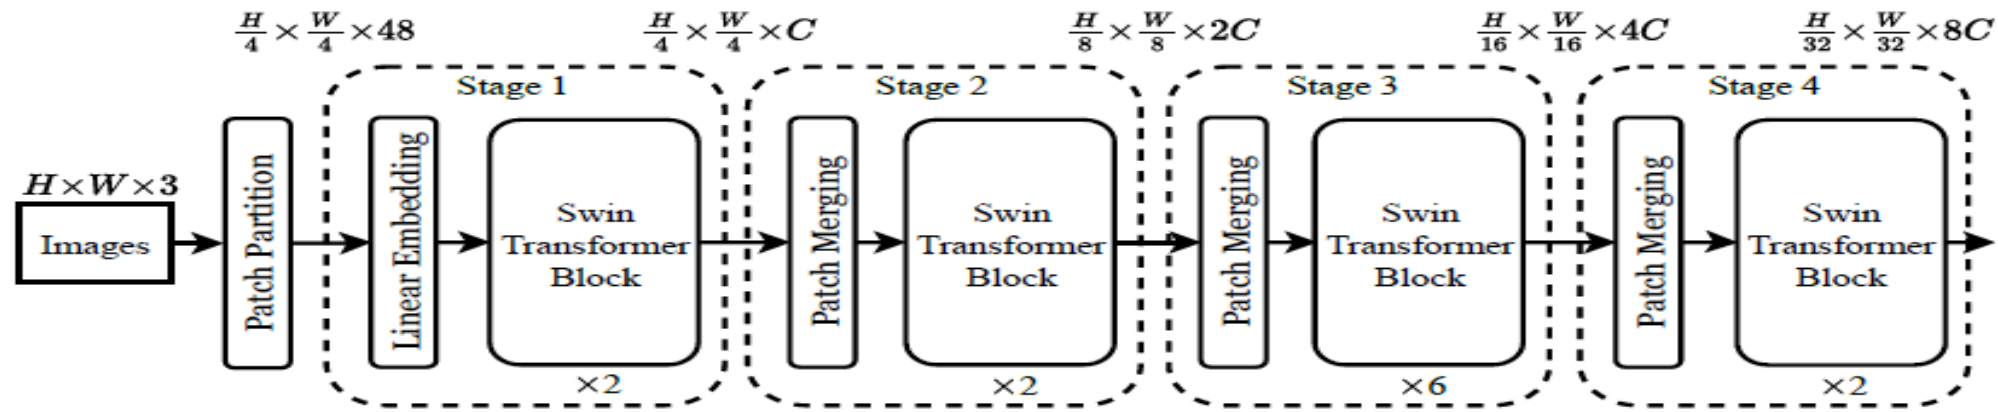 H/4 × W/4 × 48
H/4 × W/4 × C
H/8 × W/8 × 2C
H/16 × W/16 × 4C
H/32 × W/32 × 8C
H×W×3
Images
Patch Partition
Stage 1
Linear Embedding
Swin
Transformer
Block
×2
Stage 2
Patch Merging
Swin
Transformer
Block
×2
Stage 3
Patch Merging
Swin
Transformer
Block
×6
Stage 4
Patch Merging
Swin
Transformer
Block
×2